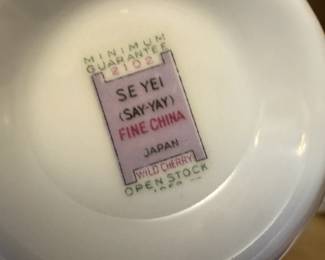 MINIMUM
GUARANTEE
2102
SE YEI
(SAY-YAY)
FINE CHINA
JAPAN
WILD CHERRY
OPEN STOCK